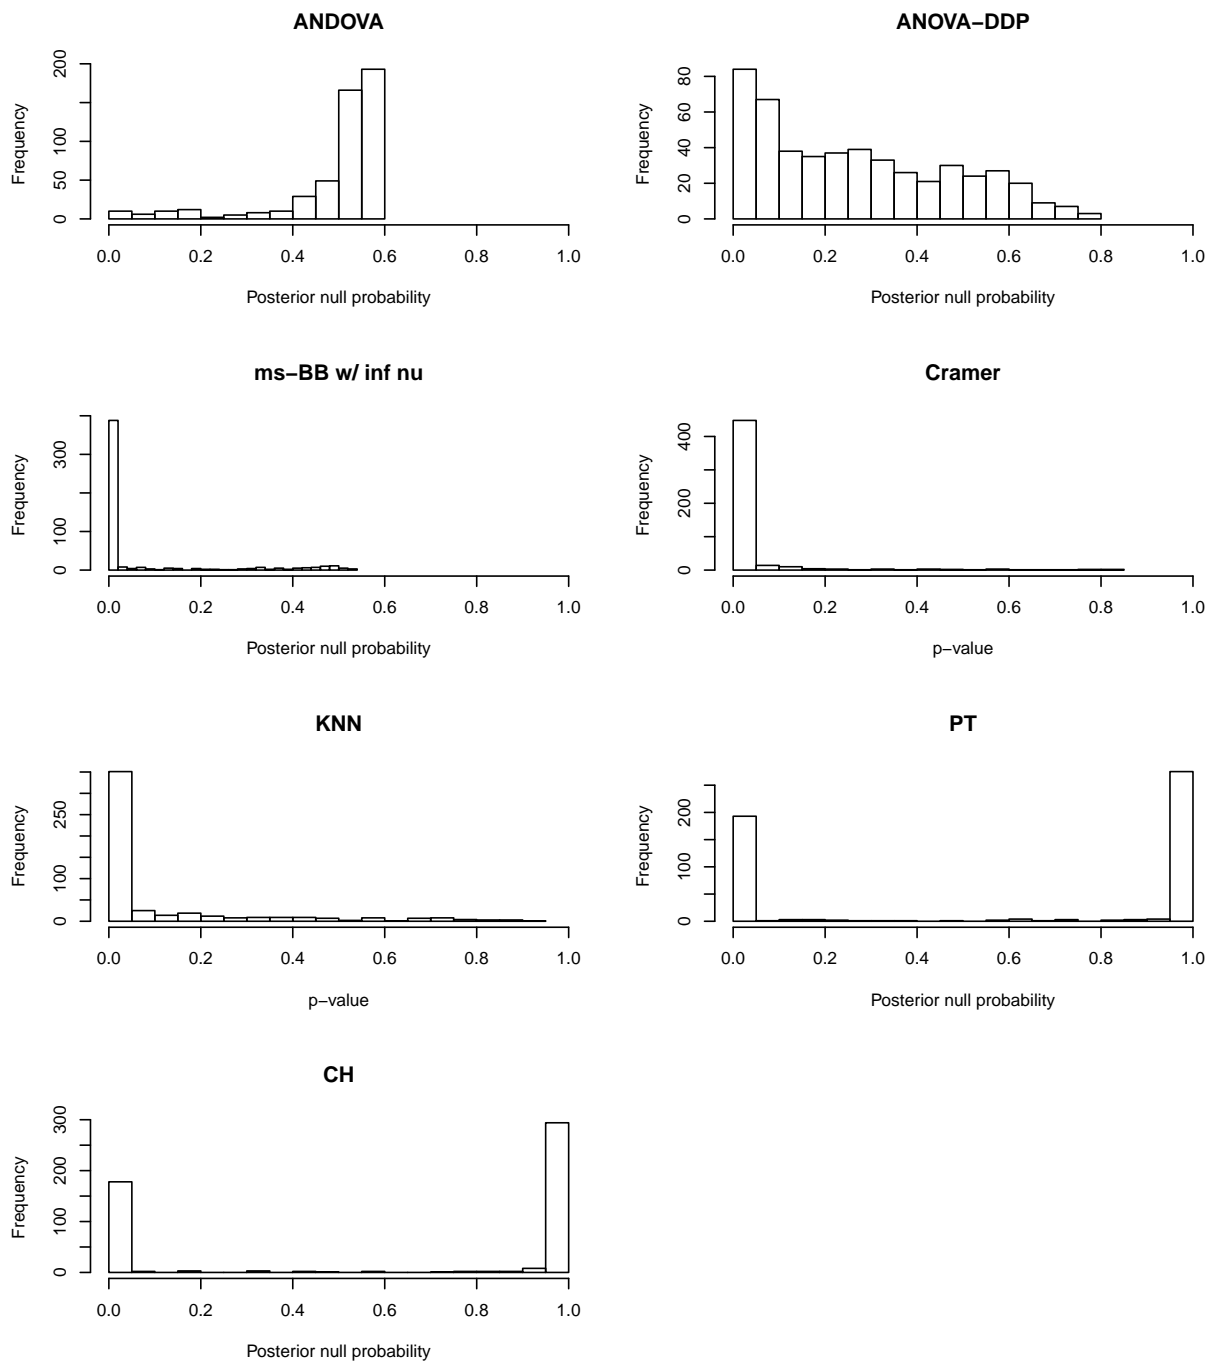 ANDOVA
Frequency
0 50 100 200
0.0 0.2 0.4 0.6 0.8 1.0
Posterior null probability
ANOVA−DDP
Frequency
0 20 40 60 80
0.0 0.2 0.4 0.6 0.8 1.0
Posterior null probability
ms−BB w/ inf nu
Frequency
0 100 300
0.0 0.2 0.4 0.6 0.8 1.0
Posterior null probability
Cramer
Frequency
0 200 400
0.0 0.2 0.4 0.6 0.8 1.0
p−value
KNN
Frequency
0 100 250
0.0 0.2 0.4 0.6 0.8 1.0
p−value
PT
Frequency
0 100 200
0.0 0.2 0.4 0.6 0.8 1.0
Posterior null probability
CH
Frequency
0 100 200 300
0.0 0.2 0.4 0.6 0.8 1.0
Posterior null probability